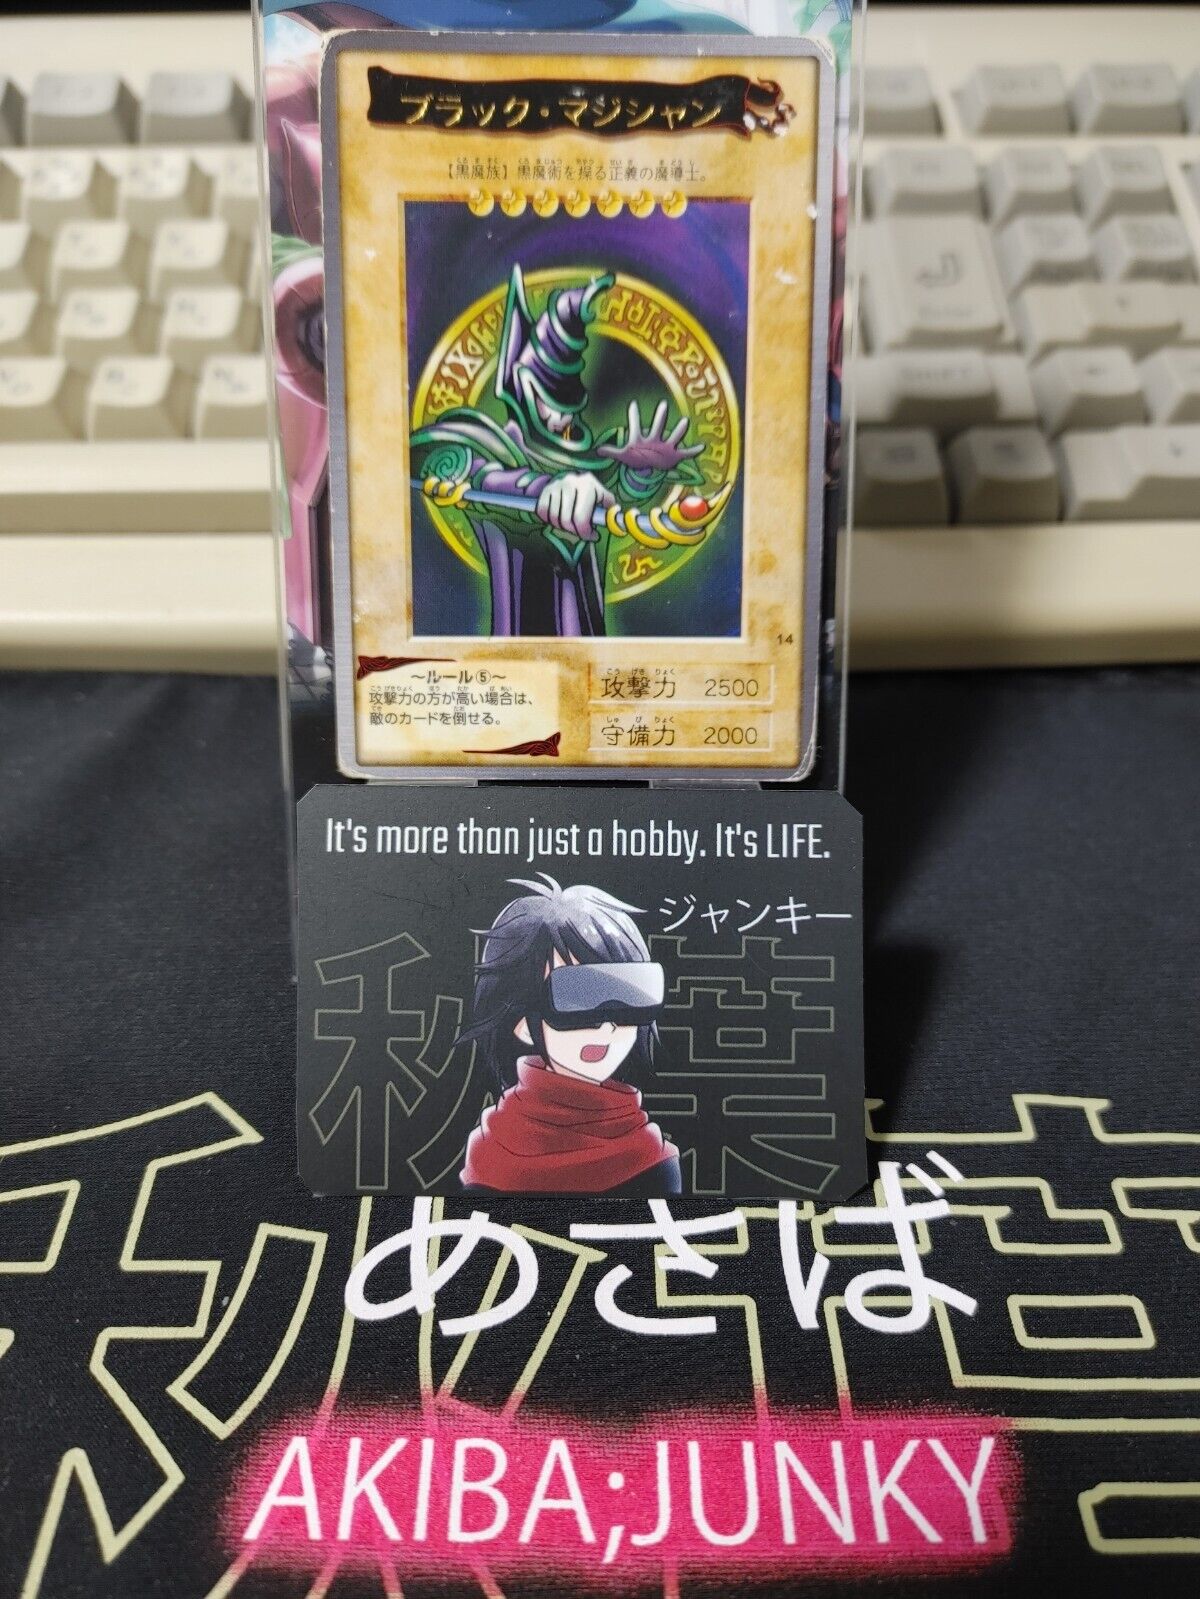 ブラック・マジシャン
【黒魔族】黒魔術を操る正義の魔導士。
14
～ルール⑤～
攻撃力の方が高い場合は、
敵のカードを倒せる。
攻撃力 2500
守備力 2000
It's more than just a hobby. It's LIFE.
ジャンキー
秋葉
めさば
AKIBA;JUNKY